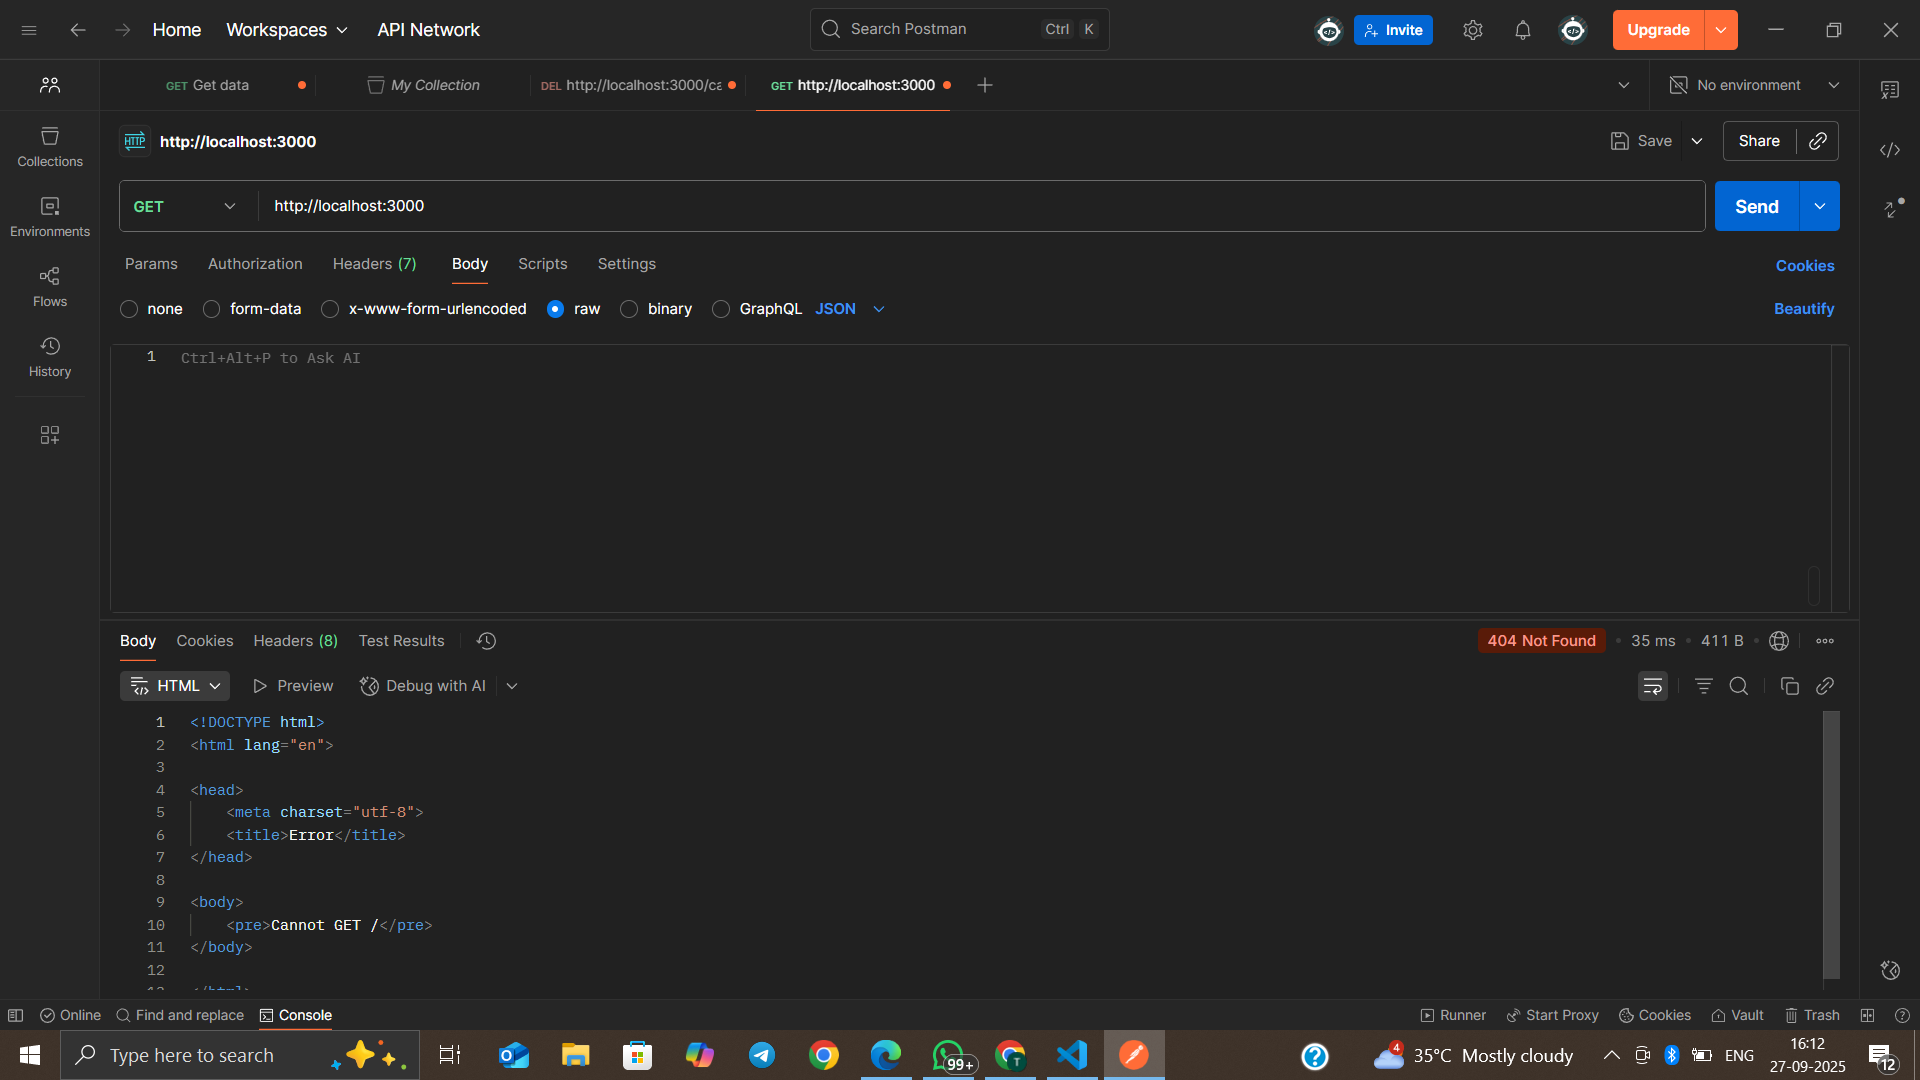 Home Workspaces API Network Search Postman Ctrl K Invite Upgrade
GET Get data My Collection DEL http://localhost:3000/ca GET http://localhost:3000 No environment
HTTP http://localhost:3000 Save Share
Collections
GET http://localhost:3000 Send
Environments
Params Authorization Headers (7) Body Scripts Settings Cookies
none form-data x-www-form-urlencoded raw binary GraphQL JSON Beautify
Flows
1 Ctrl+Alt+P to Ask AI
History
Body Cookies Headers (8) Test Results 404 Not Found 35 ms 411 B
HTML Preview Debug with AI
1 <!DOCTYPE html>
2 <html lang="en">
3
4 <head>
5 <meta charset="utf-8">
6 <title>Error</title>
7 </head>
8
9 <body>
10 <pre>Cannot GET /</pre>
11 </body>
12
13 </html>
Online Find and replace Console Runner Start Proxy Cookies Vault Trash
Type here to search 99+ T 4 35°C Mostly cloudy ENG 16:12
27-09-2025 12